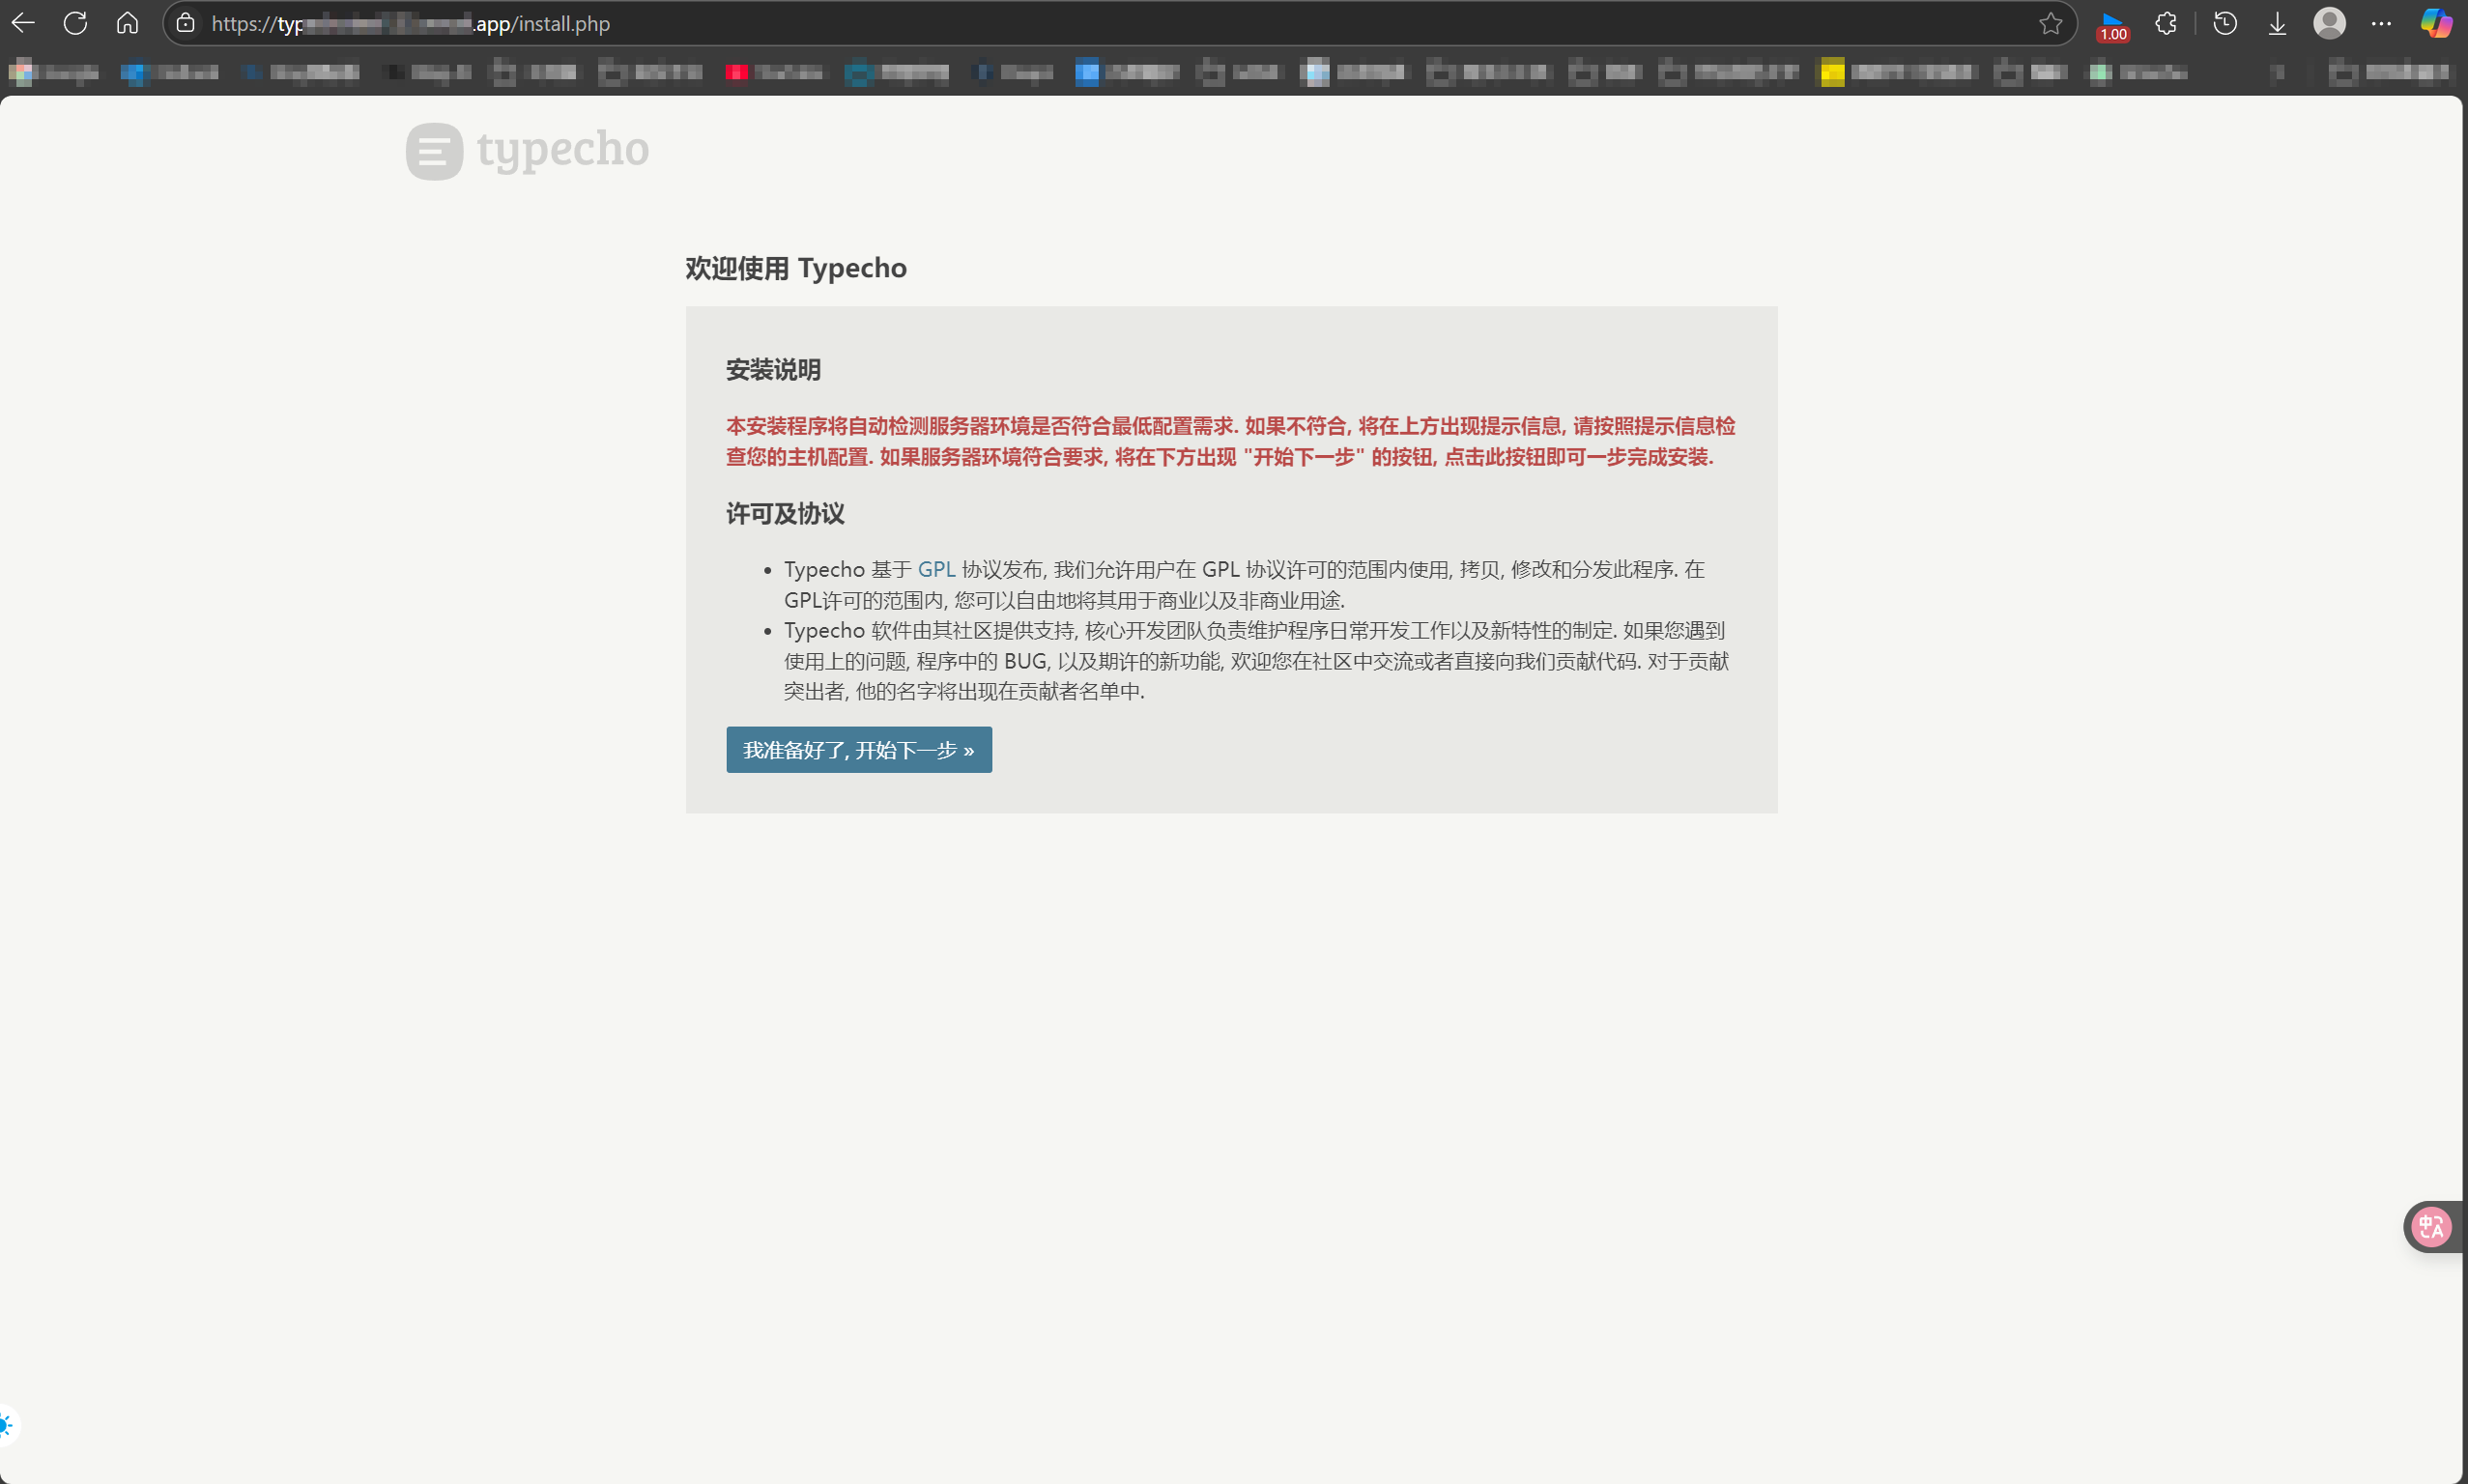 https://typ .app/install.php
1.00
typecho
欢迎使用 Typecho
安装说明
本安装程序将自动检测服务器环境是否符合最低配置需求. 如果不符合, 将在上方出现提示信息, 请按照提示信息检
查您的主机配置. 如果服务器环境符合要求, 将在下方出现 "开始下一步" 的按钮, 点击此按钮即可一步完成安装.
许可及协议
Typecho 基于 GPL 协议发布, 我们允许用户在 GPL 协议许可的范围内使用, 拷贝, 修改和分发此程序. 在
GPL许可的范围内, 您可以自由地将其用于商业以及非商业用途.
Typecho 软件由其社区提供支持, 核心开发团队负责维护程序日常开发工作以及新特性的制定. 如果您遇到
使用上的问题, 程序中的 BUG, 以及期许的新功能, 欢迎您在社区中交流或者直接向我们贡献代码. 对于贡献
突出者, 他的名字将出现在贡献者名单中.
我准备好了, 开始下一步 »
中A